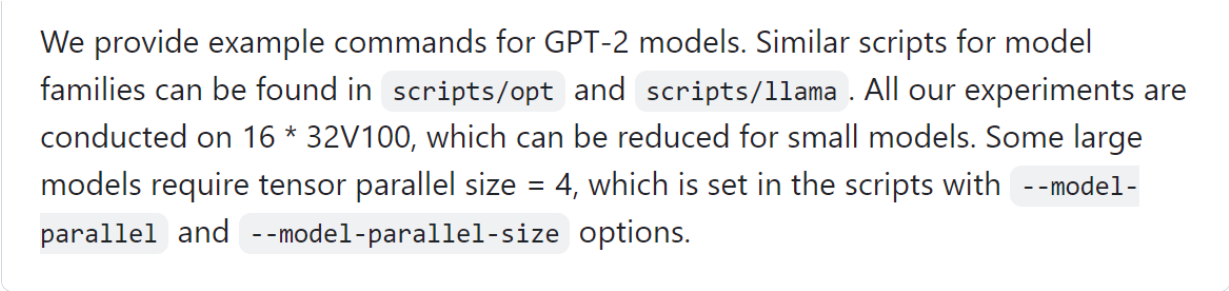 We provide example commands for GPT-2 models. Similar scripts for model
families can be found in scripts/opt and scripts/llama. All our experiments are
conducted on 16 * 32V100, which can be reduced for small models. Some large
models require tensor parallel size = 4, which is set in the scripts with --model-
parallel and --model-parallel-size options.